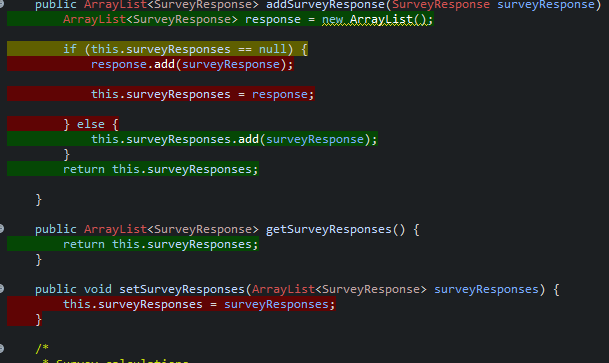 public ArrayList<SurveyResponse> addSurveyResponse(SurveyResponse surveyResponse)
ArrayList<SurveyResponse> response = new ArrayList();
if (this.surveyResponses == null) {
response.add(surveyResponse);
this.surveyResponses = response;
} else {
this.surveyResponses.add(surveyResponse);
}
return this.surveyResponses;
}
public ArrayList<SurveyResponse> getSurveyResponses() {
return this.surveyResponses;
}
public void setSurveyResponses(ArrayList<SurveyResponse> surveyResponses) {
this.surveyResponses = surveyResponses;
}
/*
* Survey calculations